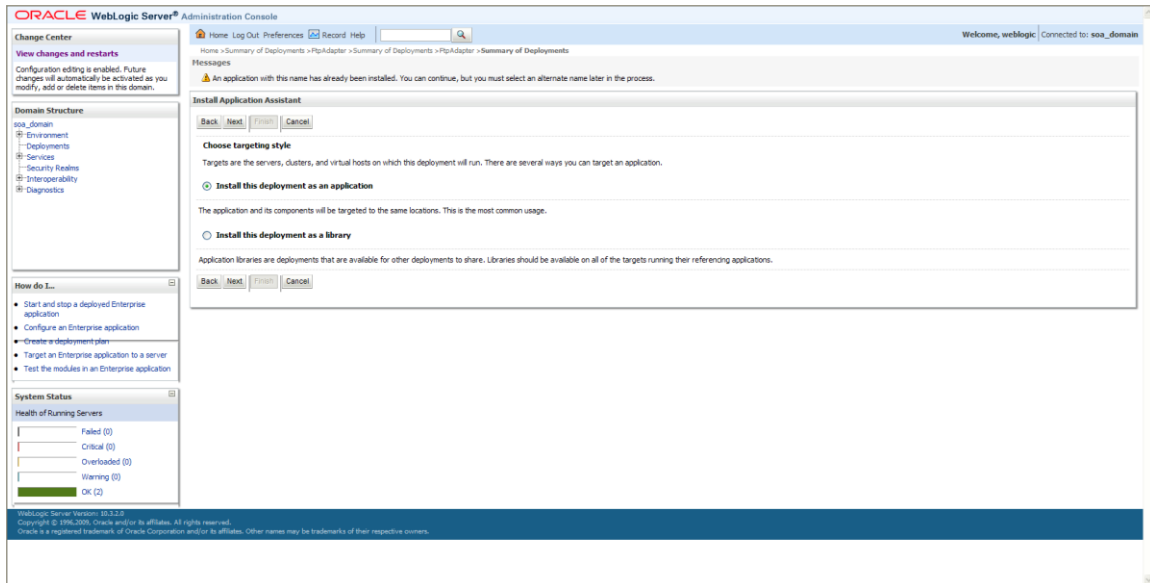 ORACLE WebLogic Server® Administration Console
Change Center
View changes and restarts
Configuration editing is enabled. Future
changes will automatically be activated as you
modify, add or delete items in this domain.
Domain Structure
soa_domain
Environment
Deployments
Services
Security Realms
Interoperability
Diagnostics
How do I...
Start and stop a deployed Enterprise
application
Configure an Enterprise application
Create a deployment plan
Target an Enterprise application to a server
Test the modules in an Enterprise application
System Status
Health of Running Servers
Failed (0)
Critical (0)
Overloaded (0)
Warning (0)
OK (2)
Home Log Out Preferences Record Help
Welcome, weblogic Connected to: soa_domain
Home >Summary of Deployments >FtpAdapter >Summary of Deployments >FtpAdapter >Summary of Deployments
Messages
An application with this name has already been installed. You can continue, but you must select an alternate name later in the process.
Install Application Assistant
Back Next Finish Cancel
Choose targeting style
Targets are the servers, clusters, and virtual hosts on which this deployment will run. There are several ways you can target an application.
Install this deployment as an application
The application and its components will be targeted to the same locations. This is the most common usage.
Install this deployment as a library
Application libraries are deployments that are available for other deployments to share. Libraries should be available on all of the targets running their referencing applications.
Back Next Finish Cancel
WebLogic Server Version: 10.3.2.0
Copyright © 1996,2009, Oracle and/or its affiliates. All rights reserved.
Oracle is a registered trademark of Oracle Corporation and/or its affiliates. Other names may be trademarks of their respective owners.